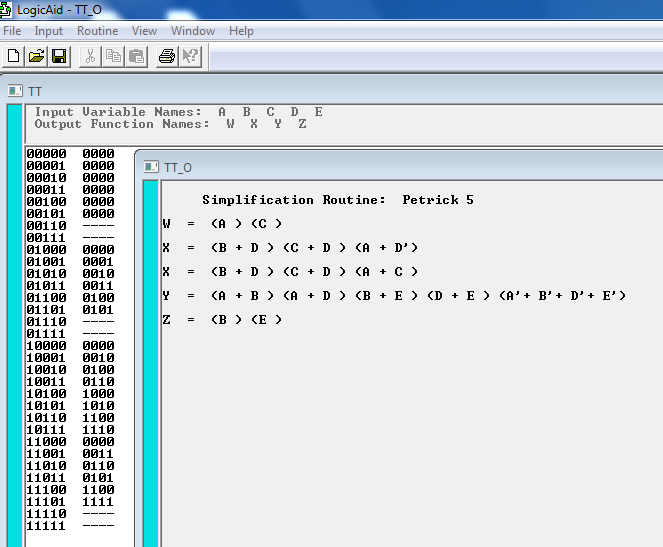 LogicAid - TT_O
File Input Routine View Window Help
TT
Input Variable Names: A B C D E
Output Function Names: W X Y Z
00000 0000
00001 0000
00010 0000
00011 0000
00100 0000
00101 0000
00110 ----
00111 ----
01000 0000
01001 0001
01010 0010
01011 0011
01100 0100
01101 0101
01110 ----
01111 ----
10000 0000
10001 0010
10010 0100
10011 0110
10100 1000
10101 1010
10110 1100
10111 1110
11000 0000
11001 0011
11010 0110
11011 0101
11100 1100
11101 1111
11110 ----
11111 ----
TT_O
Simplification Routine: Petrick 5
W = (A ) (C )
X = (B + D ) (C + D ) (A + D')
X = (B + D ) (C + D ) (A + C )
Y = (A + B ) (A + D ) (B + E ) (D + E ) (A'+ B'+ D'+ E')
Z = (B ) (E )